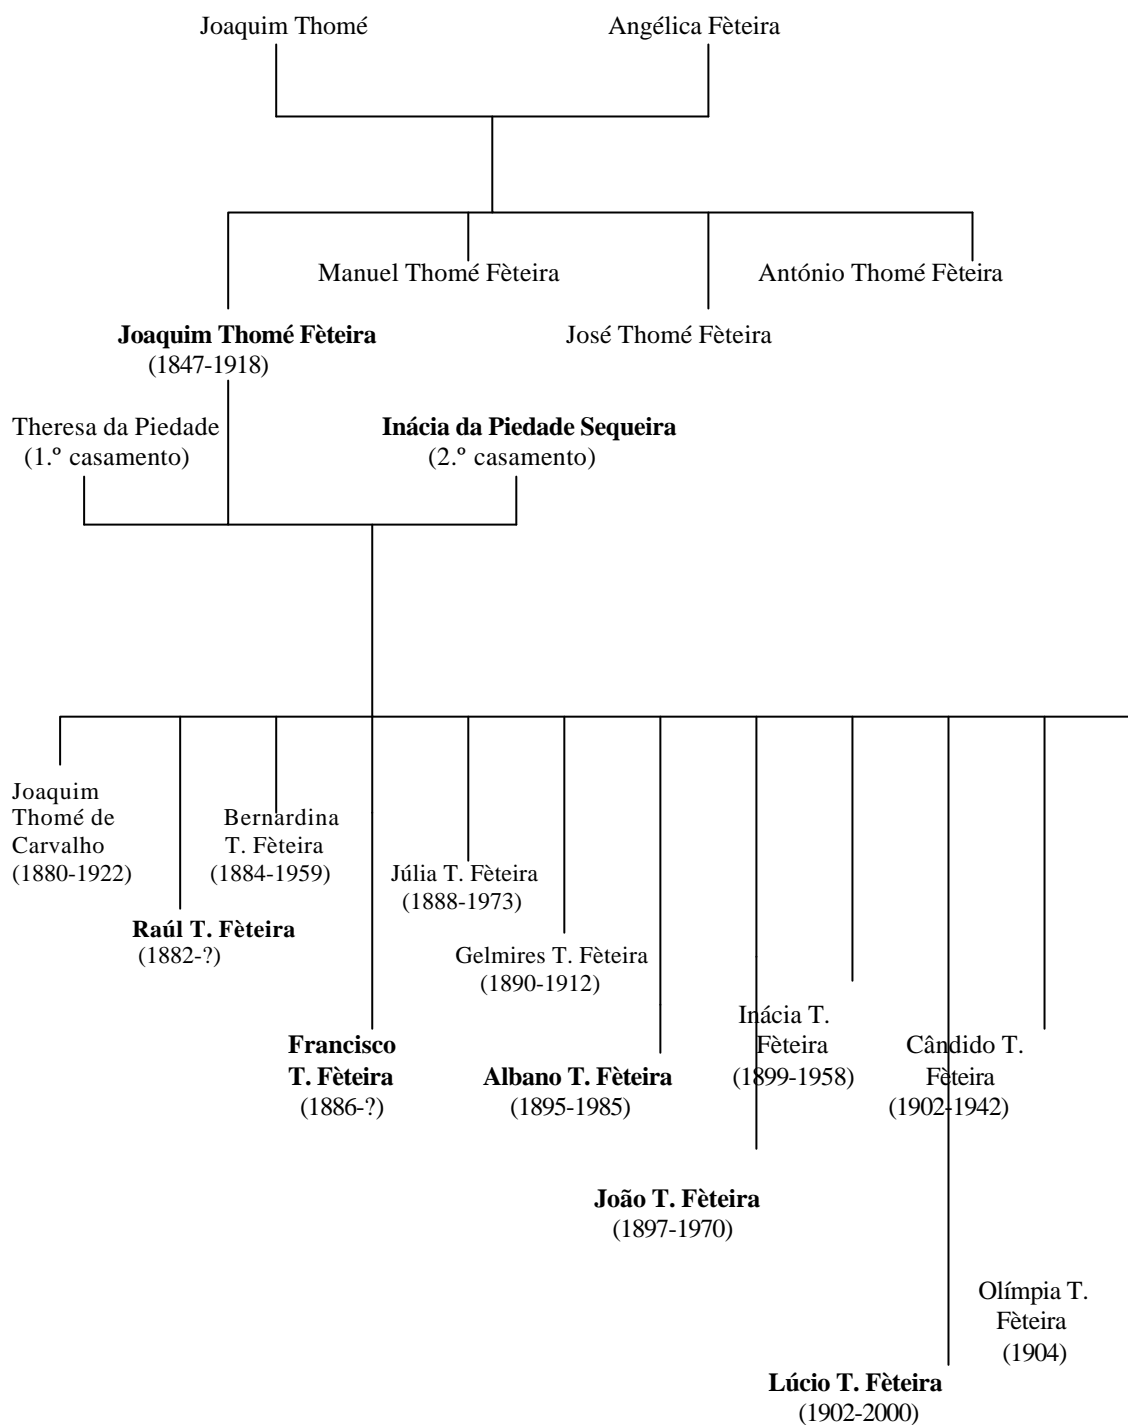 Joaquim Thomé
Angélica Fèteira
Manuel Thomé Fèteira
António Thomé Fèteira
Joaquim Thomé Fèteira
(1847-1918)
José Thomé Fèteira
Theresa da Piedade
(1.º casamento)
Inácia da Piedade Sequeira
(2.º casamento)
Joaquim
Thomé de
Carvalho
(1880-1922)
Raúl T. Fèteira
(1882-?)
Bernardina
T. Fèteira
(1884-1959)
Francisco
T. Fèteira
(1886-?)
Júlia T. Fèteira
(1888-1973)
Gelmires T. Fèteira
(1890-1912)
Albano T. Fèteira
(1895-1985)
João T. Fèteira
(1897-1970)
Inácia T.
Fèteira
(1899-1958)
Cândido T.
Fèteira
(1902-1942)
Lúcio T. Fèteira
(1902-2000)
Olímpia T.
Fèteira
(1904)